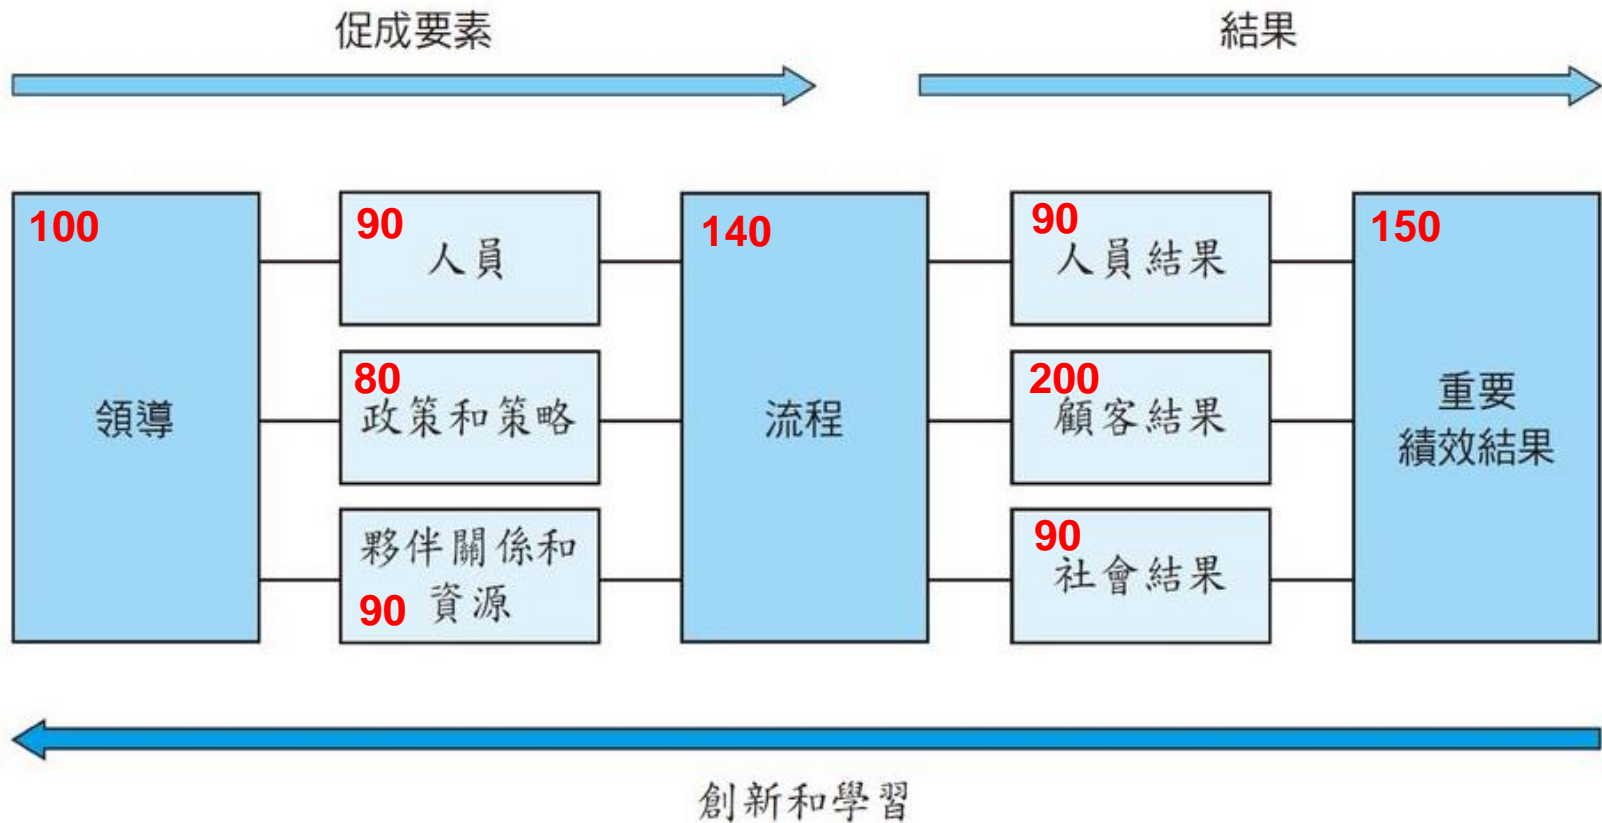 促成要素
結果
100
領導
90
人員
80
政策和策略
夥伴關係和
90 資源
140
流程
90
人員結果
200
顧客結果
90
社會結果
150
重要
績效結果
創新和學習